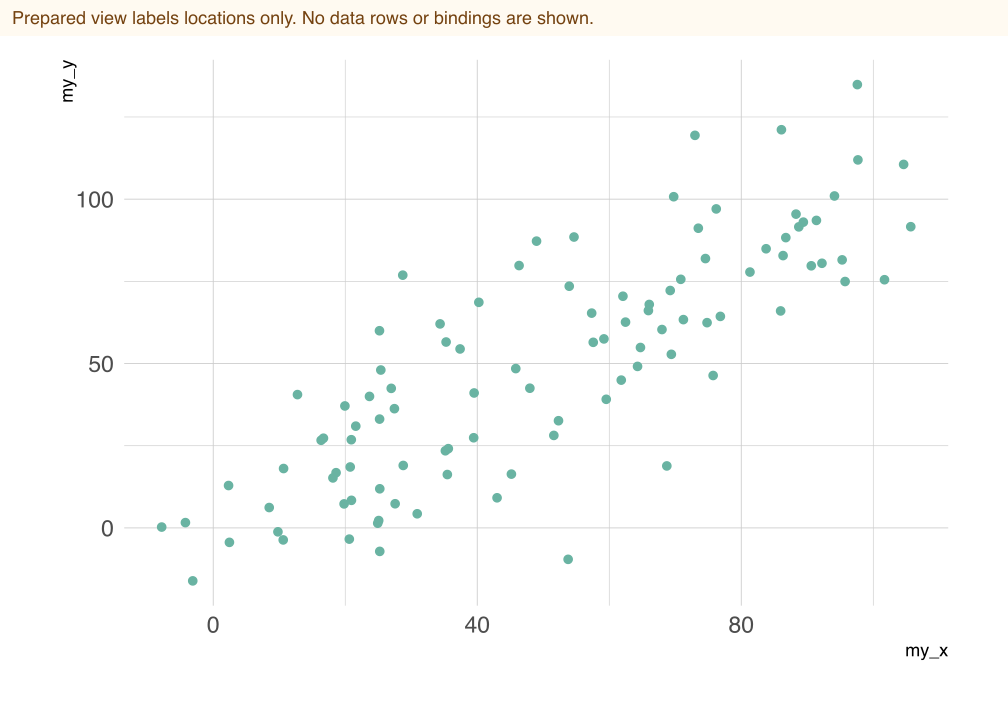 Prepared view labels locations only. No data rows or bindings are shown.
my_y
100
50
0
0 40 80
my_x